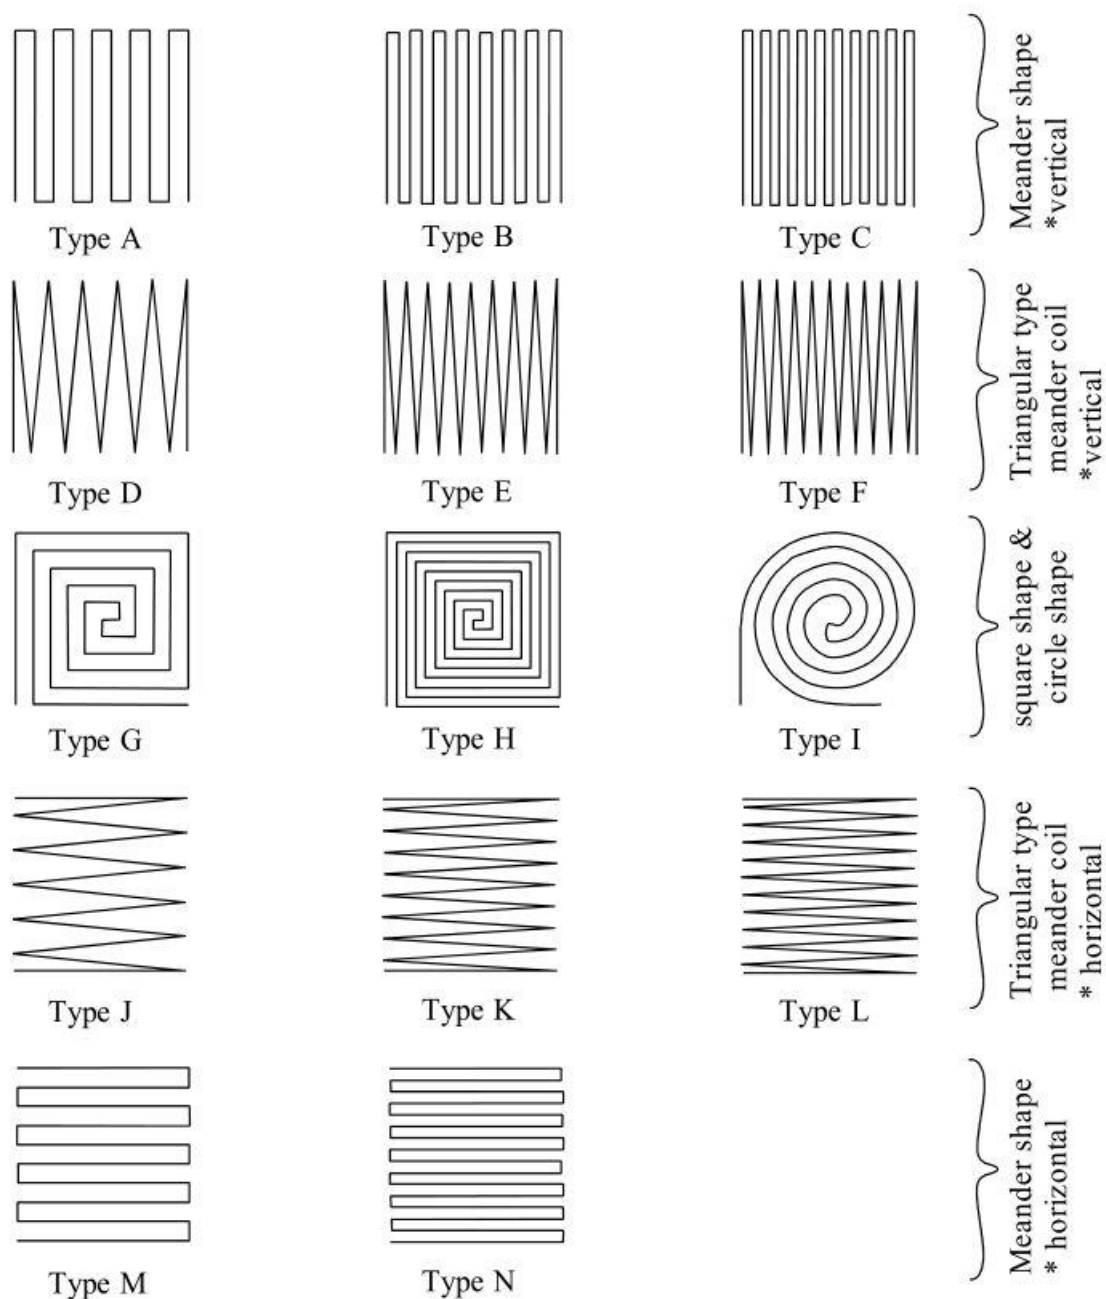 Type A
Type B
Type C
Meander shape
*vertical
Type D
Type E
Type F
Triangular type
meander coil
*vertical
Type G
Type H
Type I
square shape &
circle shape
Type J
Type K
Type L
Triangular type
meander coil
* horizontal
Type M
Type N
Meander shape
* horizontal